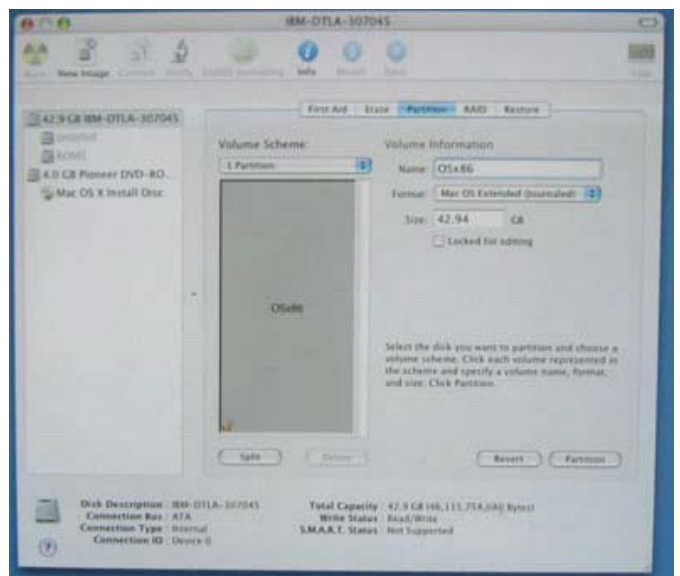 IBM-DTLA-307045
New Image
Info
First Aid Erase Partition RAID Restore
42.9 GB IBM-DTLA-307045
4.0 GB Pioneer DVD-RO...
Mac OS X Install Disc
Volume Scheme:
1 Partition
OSx86
Split
Delete
Volume Information
Name: OSx86
Format: Mac OS Extended (Journaled)
Size: 42.94 GB
Locked for editing
Select the disk you want to partition and choose a
volume scheme. Click each volume represented in
the scheme and specify a volume name, format,
and size. Click Partition.
Revert
Partition
Disk Description : IBM-DTLA-307045
Connection Bus : ATA
Connection Type : Internal
Connection ID : Device 0
Total Capacity : 42.9 GB
Write Status : Read/Write
S.M.A.R.T. Status : Not Supported